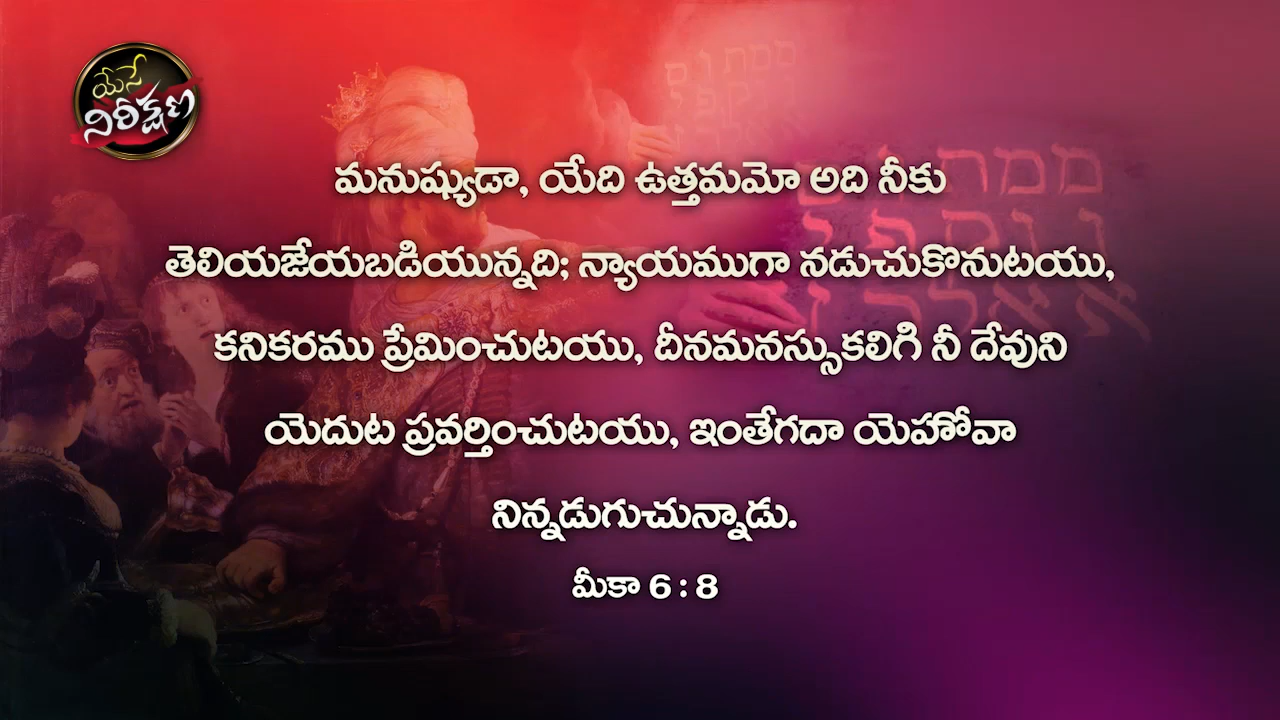 యేసే
నిరీక్షణ
మనుష్యుడా, యేది ఉత్తమమో అది నీకు
తెలియజేయబడియున్నది; న్యాయముగా నడుచుకొనుటయు,
కనికరము ప్రేమించుటయు, దీనమనస్సుకలిగి నీ దేవుని
యెదుట ప్రవర్తించుటయు, ఇంతేగదా యెహోవా
నిన్నడుగుచున్నాడు.
మీకా 6 : 8